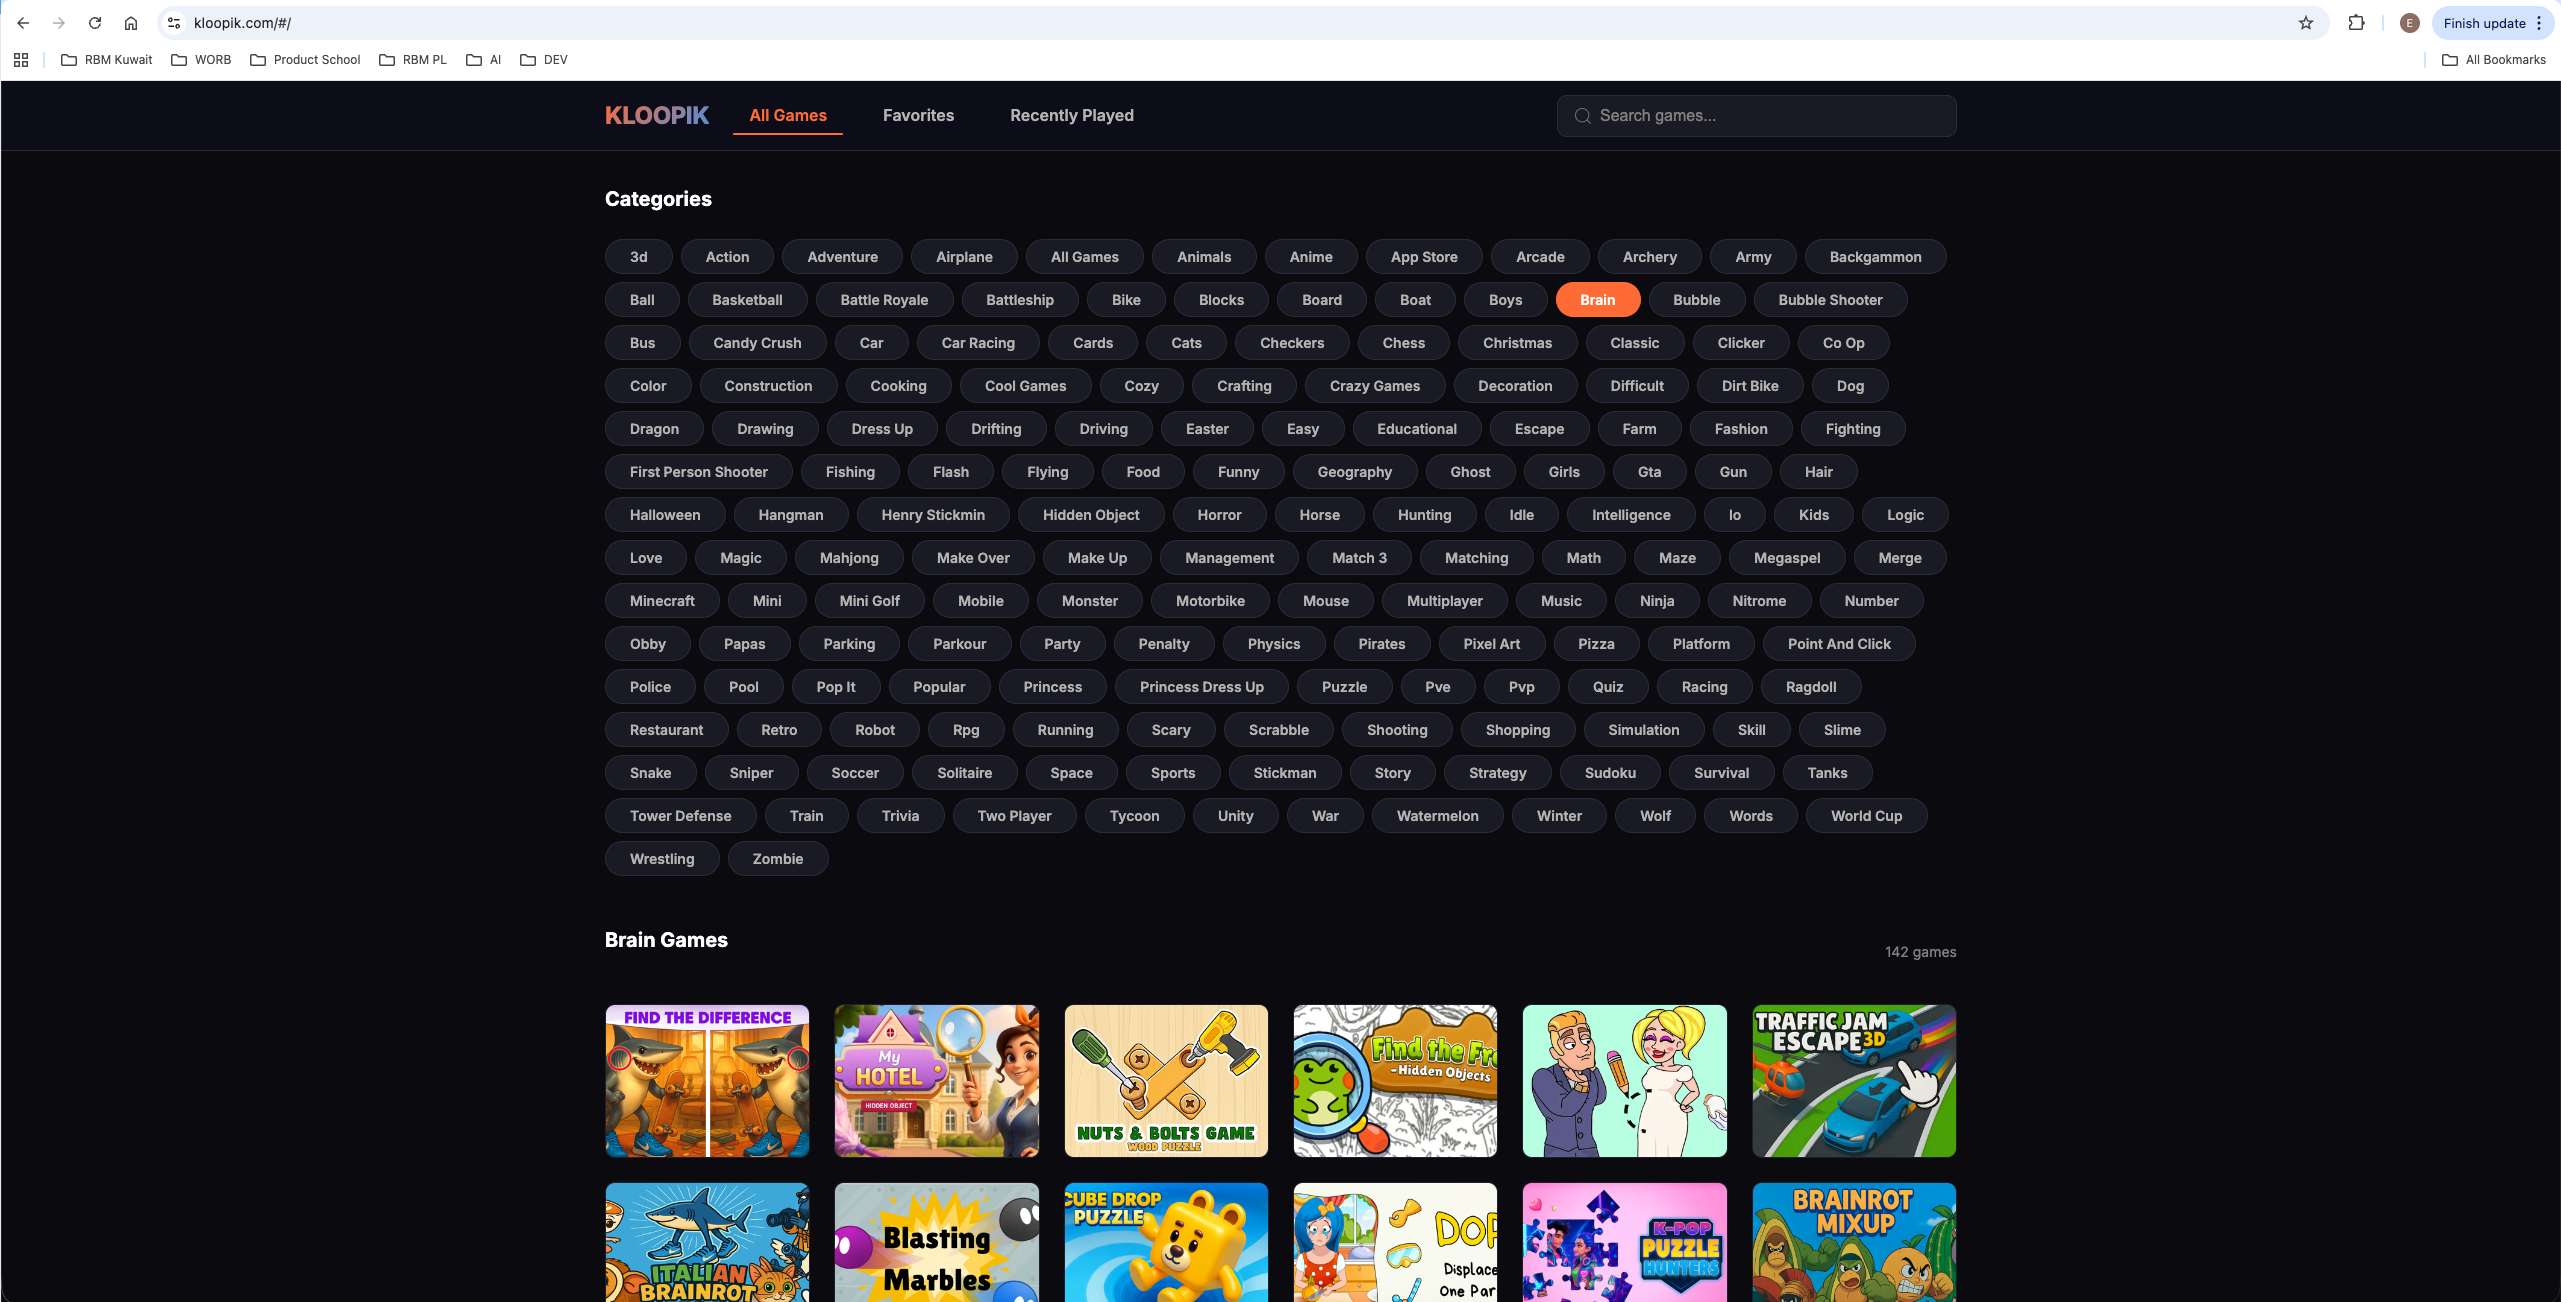 kloopik.com/#/
E
Finish update
RBM Kuwait WORB Product School RBM PL AI DEV
All Bookmarks
KLOOPIK All Games Favorites Recently Played
Search games...
Categories
3d Action Adventure Airplane All Games Animals Anime App Store Arcade Archery Army Backgammon
Ball Basketball Battle Royale Battleship Bike Blocks Board Boat Boys Brain Bubble Bubble Shooter
Bus Candy Crush Car Car Racing Cards Cats Checkers Chess Christmas Classic Clicker Co Op
Color Construction Cooking Cool Games Cozy Crafting Crazy Games Decoration Difficult Dirt Bike Dog
Dragon Drawing Dress Up Drifting Driving Easter Easy Educational Escape Farm Fashion Fighting
First Person Shooter Fishing Flash Flying Food Funny Geography Ghost Girls Gta Gun Hair
Halloween Hangman Henry Stickmin Hidden Object Horror Horse Hunting Idle Intelligence Io Kids Logic
Love Magic Mahjong Make Over Make Up Management Match 3 Matching Math Maze Megaspel Merge
Minecraft Mini Mini Golf Mobile Monster Motorbike Mouse Multiplayer Music Ninja Nitrome Number
Obby Papas Parking Parkour Party Penalty Physics Pirates Pixel Art Pizza Platform Point And Click
Police Pool Pop It Popular Princess Princess Dress Up Puzzle Pve Pvp Quiz Racing Ragdoll
Restaurant Retro Robot Rpg Running Scary Scrabble Shooting Shopping Simulation Skill Slime
Snake Sniper Soccer Solitaire Space Sports Stickman Story Strategy Sudoku Survival Tanks
Tower Defense Train Trivia Two Player Tycoon Unity War Watermelon Winter Wolf Words World Cup
Wrestling Zombie
Brain Games
142 games
FIND THE DIFFERENCE
My
HOTEL
HIDDEN OBJECT
NUTS & BOLTS GAME
WOOD PUZZLE
Find the Fr
- Hidden Objects
TRAFFIC JAM
ESCAPE 3D
ITALIAN
BRAINROT
Blasting
Marbles
CUBE DROP
PUZZLE
DOP
Displace
One Par
K-POP
PUZZLE
HUNTERS
BRAINROT
MIXUP